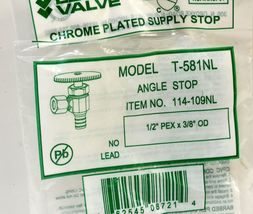 VALVE
CHROME PLATED SUPPLY STOP
MODEL T-581NL
ANGLE STOP
ITEM NO. 114-109NL
1/2" PEX x 3/8" OD
NO
LEAD
Pb
52545 08721 4